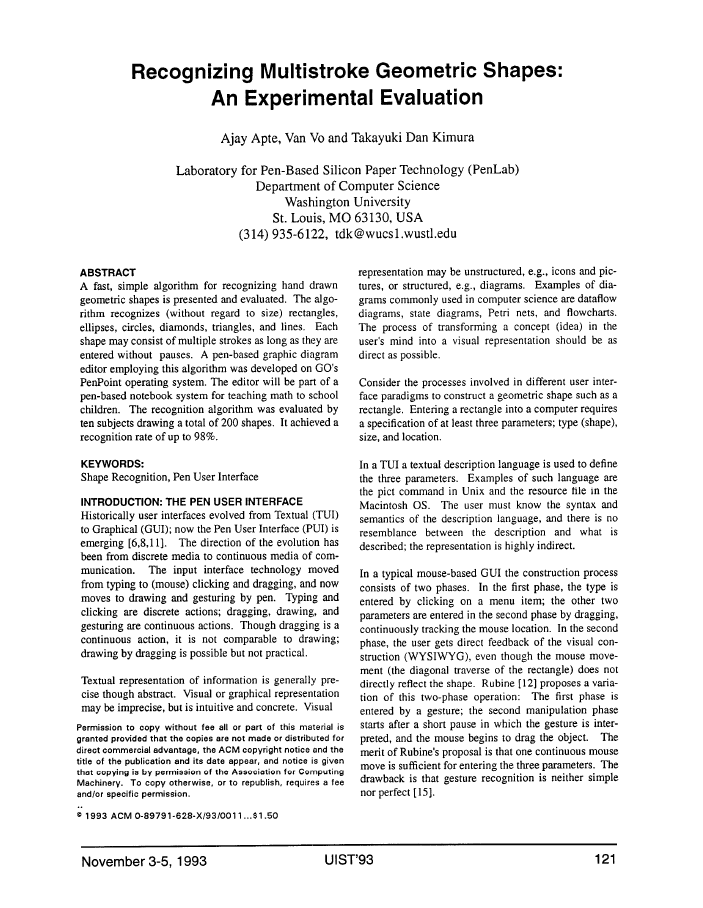 Recognizing Multistroke Geometric Shapes:
An Experimental Evaluation
Ajay Apte, Van Vo and Takayuki Dan Kimura
Laboratory for Pen-Based Silicon Paper Technology (PenLab)
Department of Computer Science
Washington University
St. Louis, MO 63130, USA
(314) 935-6122, tdk@wucs1.wustl.edu
ABSTRACT
A fast, simple algorithm for recognizing hand drawn
geometric shapes is presented and evaluated. The algo-
rithm recognizes (without regard to size) rectangles,
ellipses, circles, diamonds, triangles, and lines. Each
shape may consist of multiple strokes as long as they are
entered without pauses. A pen-based graphic diagram
editor employing this algorithm was developed on GO's
PenPoint operating system. The editor will be part of a
pen-based notebook system for teaching math to school
children. The recognition algorithm was evaluated by
ten subjects drawing a total of 200 shapes. It achieved a
recognition rate of up to 98%.
KEYWORDS:
Shape Recognition, Pen User Interface
INTRODUCTION: THE PEN USER INTERFACE
Historically user interfaces evolved from Textual (TUI)
to Graphical (GUI); now the Pen User Interface (PUI) is
emerging [6,8,11]. The direction of the evolution has
been from discrete media to continuous media of com-
munication. The input interface technology moved
from typing to (mouse) clicking and dragging, and now
moves to drawing and gesturing by pen. Typing and
clicking are discrete actions; dragging, drawing, and
gesturing are continuous actions. Though dragging is a
continuous action, it is not comparable to drawing;
drawing by dragging is possible but not practical.
Textual representation of information is generally pre-
cise though abstract. Visual or graphical representation
may be imprecise, but is intuitive and concrete. Visual
Permission to copy without fee all or part of this material is
granted provided that the copies are not made or distributed for
direct commercial advantage, the ACM copyright notice and the
title of the publication and its date appear, and notice is given
that copying is by permission of the Association for Computing
Machinery. To copy otherwise, or to republish, requires a fee
and/or specific permission.
© 1993 ACM 0-89791-628-X/93/0011...$1.50
representation may be unstructured, e.g., icons and pic-
tures, or structured, e.g., diagrams. Examples of dia-
grams commonly used in computer science are dataflow
diagrams, state diagrams, Petri nets, and flowcharts.
The process of transforming a concept (idea) in the
user's mind into a visual representation should be as
direct as possible.
Consider the processes involved in different user inter-
face paradigms to construct a geometric shape such as a
rectangle. Entering a rectangle into a computer requires
a specification of at least three parameters; type (shape),
size, and location.
In a TUI a textual description language is used to define
the three parameters. Examples of such language are
the pict command in Unix and the resource file in the
Macintosh OS. The user must know the syntax and
semantics of the description language, and there is no
resemblance between the description and what is
described; the representation is highly indirect.
In a typical mouse-based GUI the construction process
consists of two phases. In the first phase, the type is
entered by clicking on a menu item; the other two
parameters are entered in the second phase by dragging,
continuously tracking the mouse location. In the second
phase, the user gets direct feedback of the visual con-
struction (WYSIWYG), even though the mouse move-
ment (the diagonal traverse of the rectangle) does not
directly reflect the shape. Rubine [12] proposes a varia-
tion of this two-phase operation: The first phase is
entered by a gesture; the second manipulation phase
starts after a short pause in which the gesture is inter-
preted, and the mouse begins to drag the object. The
merit of Rubine's proposal is that one continuous mouse
move is sufficient for entering the three parameters. The
drawback is that gesture recognition is neither simple
nor perfect [15].
November 3-5, 1993
UIST'93
121